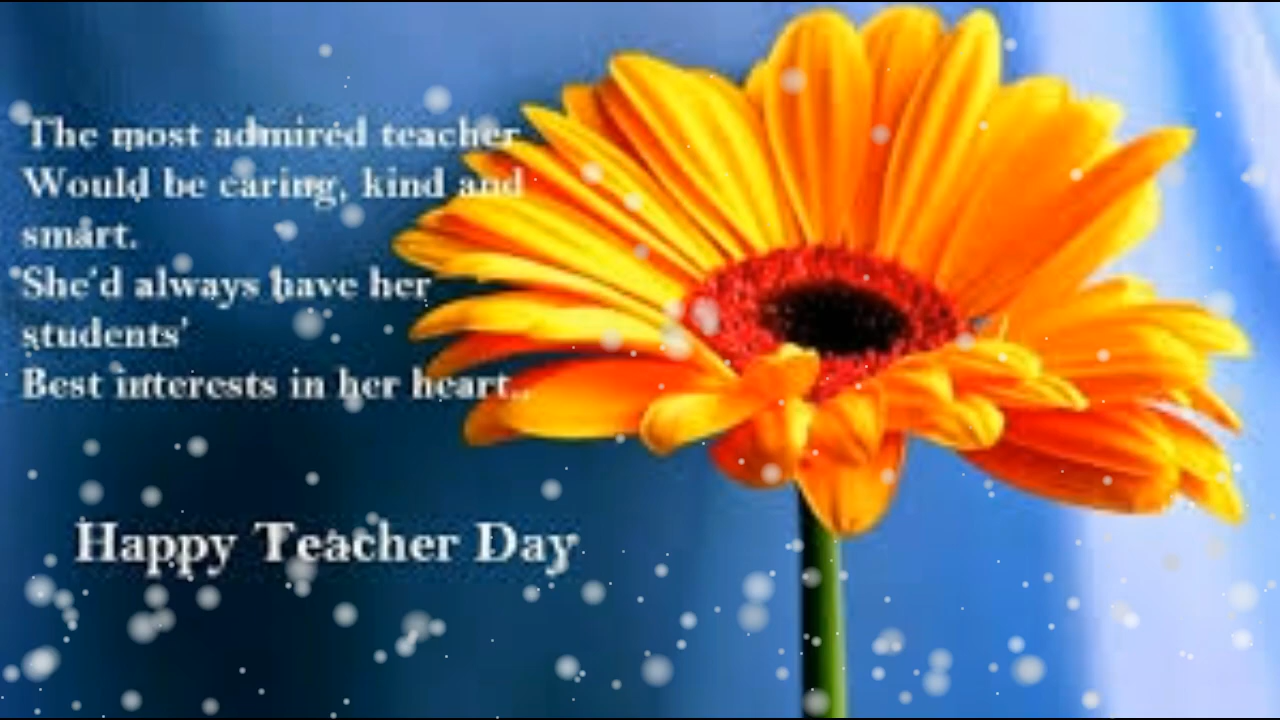 The most admired teacher
Would be caring, kind and
smart.
She'd always have her
students'
Best interests in her heart..
Happy Teacher Day